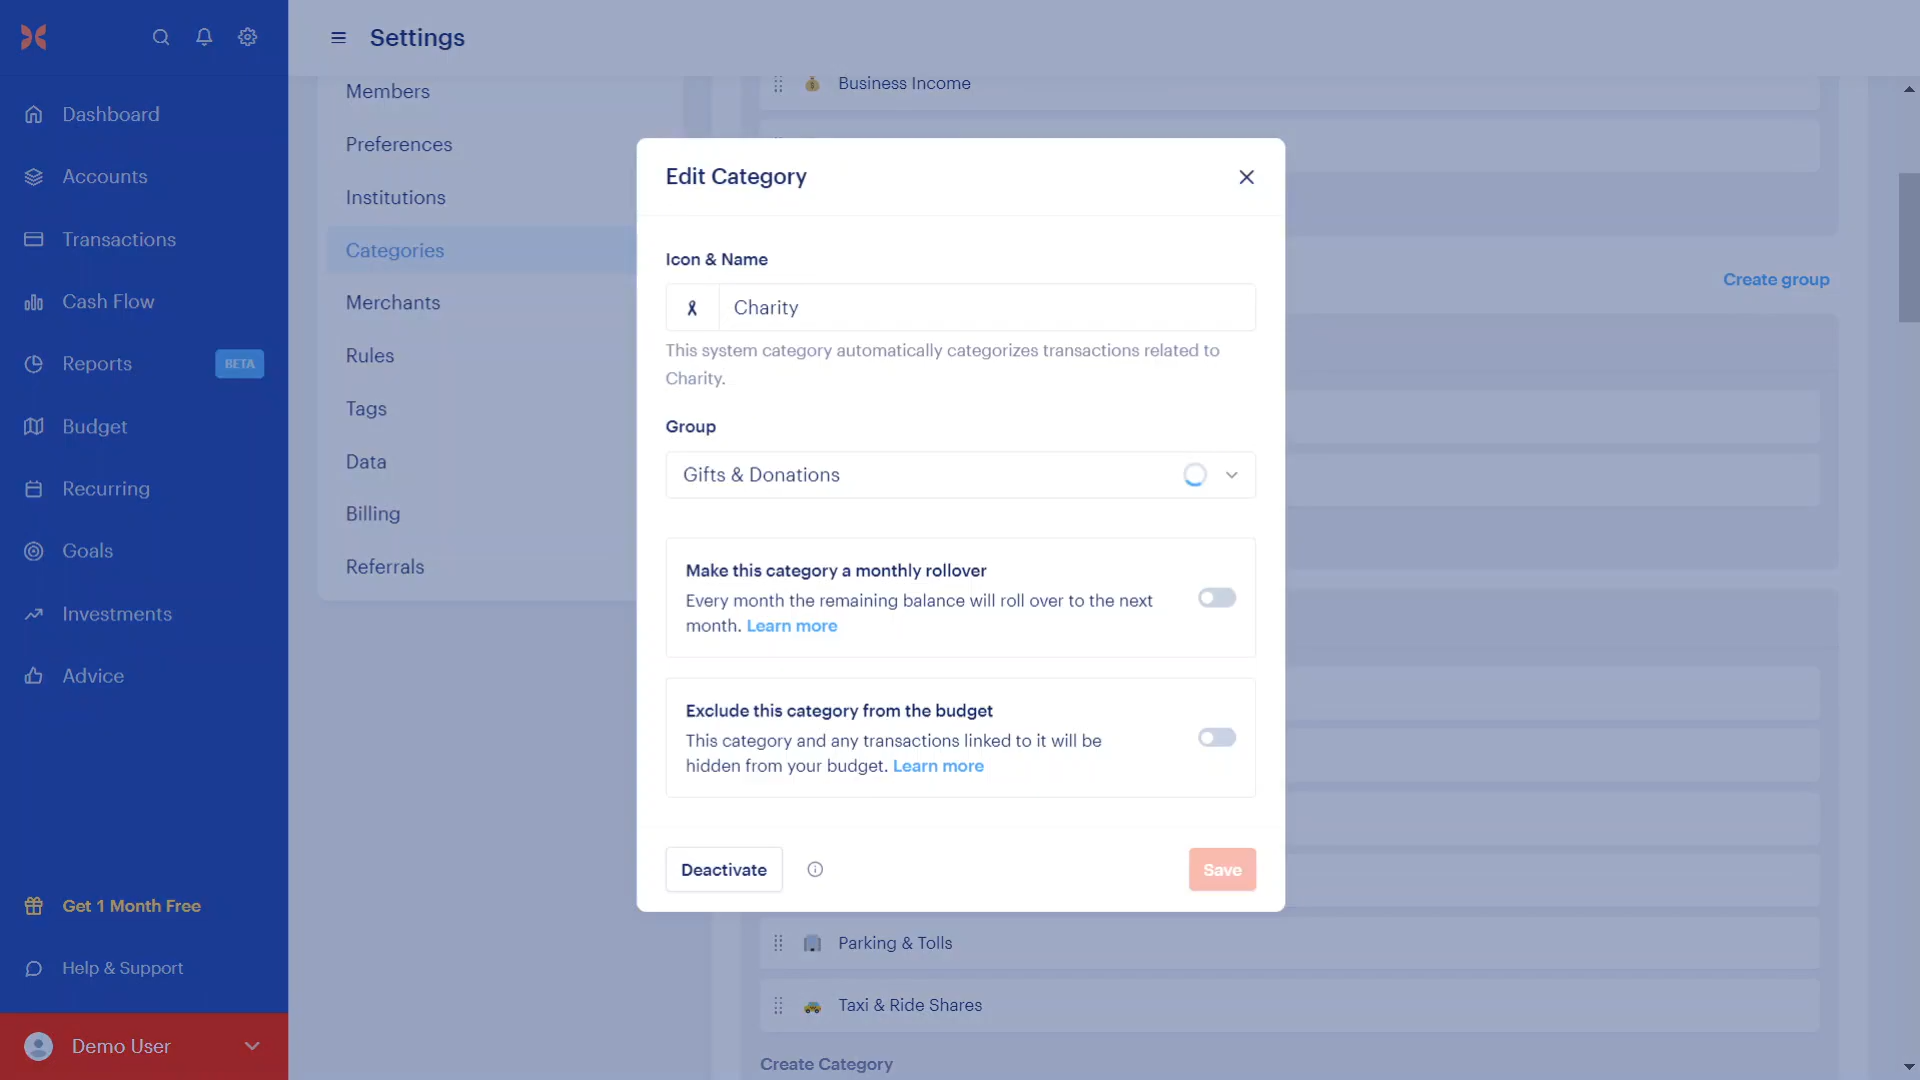 Settings
Dashboard
Accounts
Transactions
Cash Flow
Reports
BETA
Budget
Recurring
Goals
Investments
Advice
Get 1 Month Free
Help & Support
Demo User
Members
Preferences
Institutions
Categories
Merchants
Rules
Tags
Data
Billing
Referrals
Business Income
Create group
Edit Category
Icon & Name
Charity
This system category automatically categorizes transactions related to
Charity.
Group
Gifts & Donations
Make this category a monthly rollover
Every month the remaining balance will roll over to the next
month. Learn more
Exclude this category from the budget
This category and any transactions linked to it will be
hidden from your budget. Learn more
Deactivate
Save
Parking & Tolls
Taxi & Ride Shares
Create Category